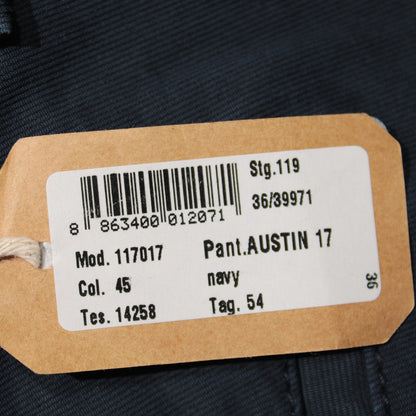 Stg.119
8 863400 012071
36/39971
Mod. 117017 Pant.AUSTIN 17
Col. 45 navy
Tes. 14258 Tag. 54
36